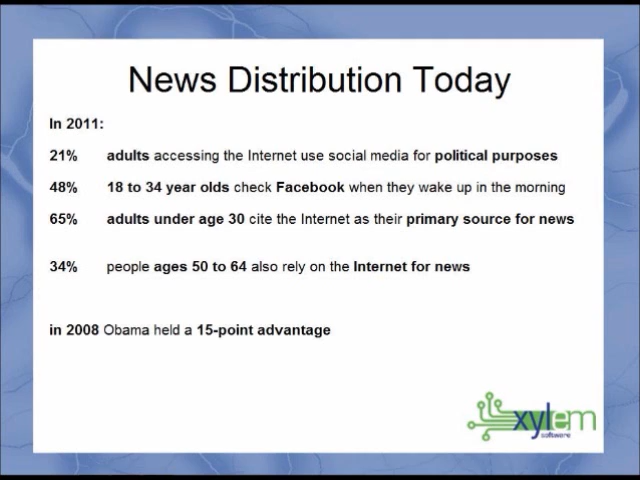 News Distribution Today
In 2011:
21% adults accessing the Internet use social media for political purposes
48% 18 to 34 year olds check Facebook when they wake up in the morning
65% adults under age 30 cite the Internet as their primary source for news
34% people ages 50 to 64 also rely on the Internet for news
in 2008 Obama held a 15-point advantage
xylem
software